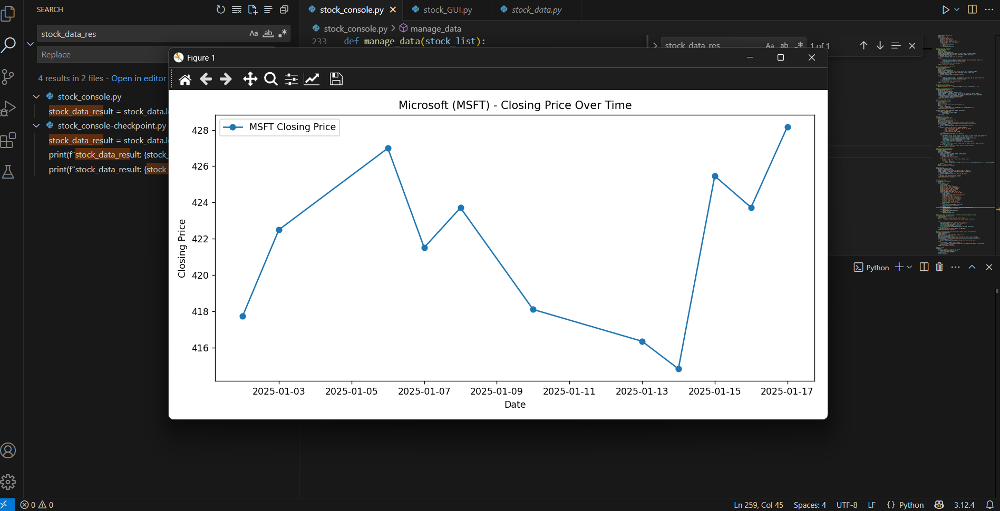 SEARCH
stock_data_res
Aa ab .*
Replace
4 results in 2 files - Open in editor
stock_console.py
stock_data_result = stock_data.l
stock_console-checkpoint.py
stock_data_result = stock_data.l
print(f"stock_data_result: {stock_
print(f"stock_data_result: {stock_
stock_console.py
stock_GUI.py
stock_data.py
stock_console.py > manage_data
233 def manage_data(stock_list):
stock_data_res
Aa ab .*
1 of 1
Figure 1
Microsoft (MSFT) - Closing Price Over Time
MSFT Closing Price
Closing Price
428
426
424
422
420
418
416
2025-01-03 2025-01-05 2025-01-07 2025-01-09 2025-01-11 2025-01-13 2025-01-15 2025-01-17
Date
Python
0 0
Ln 259, Col 45 Spaces: 4 UTF-8 LF {} Python 3.12.4